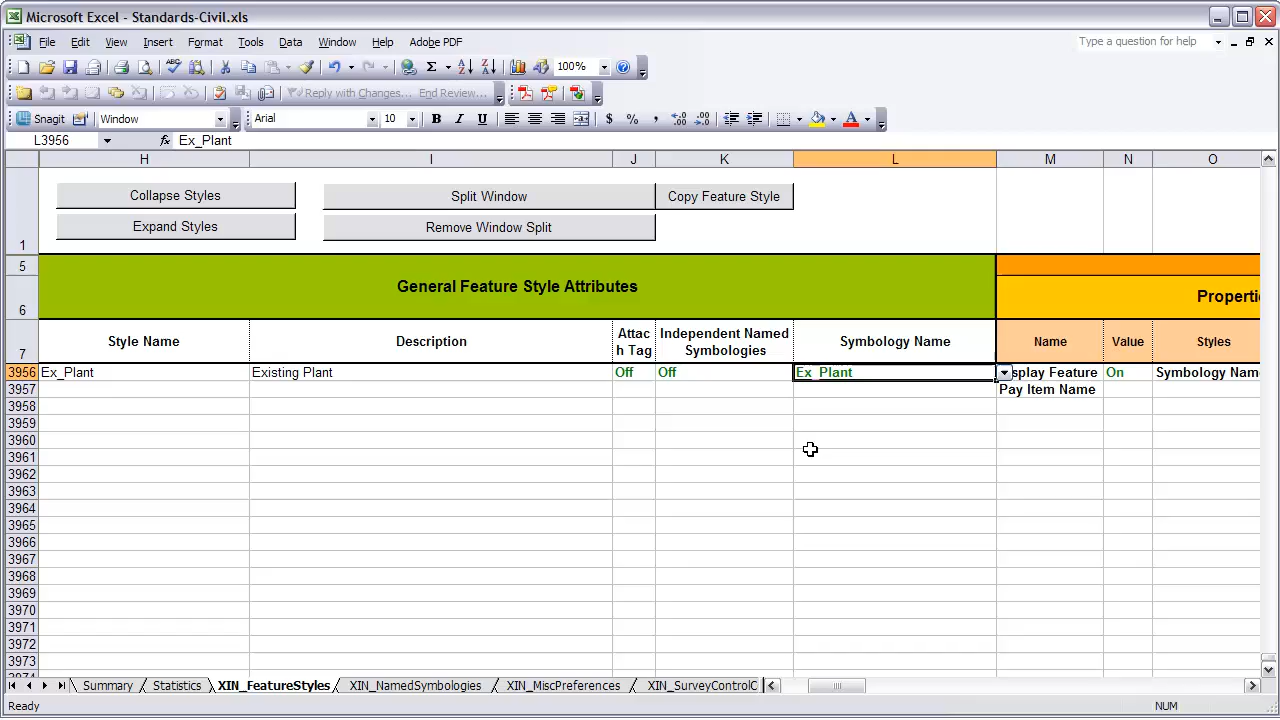 Microsoft Excel - Standards-Civil.xls
File Edit View Insert Format Tools Data Window Help Adobe PDF
Type a question for help
100%
Reply with Changes... End Review...
Snagit Window Arial 10 B I U $ % ,
L3956 fx Ex_Plant
H I J K L M N O
Collapse Styles Split Window Copy Feature Style
Expand Styles Remove Window Split
1
5
General Feature Style Attributes
6
Properti
7 Style Name Description Attac h Tag Independent Named Symbologies Symbology Name Name Value Styles
3956 Ex_Plant Existing Plant Off Off Ex_Plant splay Feature On Symbology Nam
3957 Pay Item Name
3958
3959
3960
3961
3962
3963
3964
3965
3966
3967
3968
3969
3970
3971
3972
3973
Summary Statistics XIN_FeatureStyles XIN_NamedSymbologies XIN_MiscPreferences XIN_SurveyControlC
Ready NUM